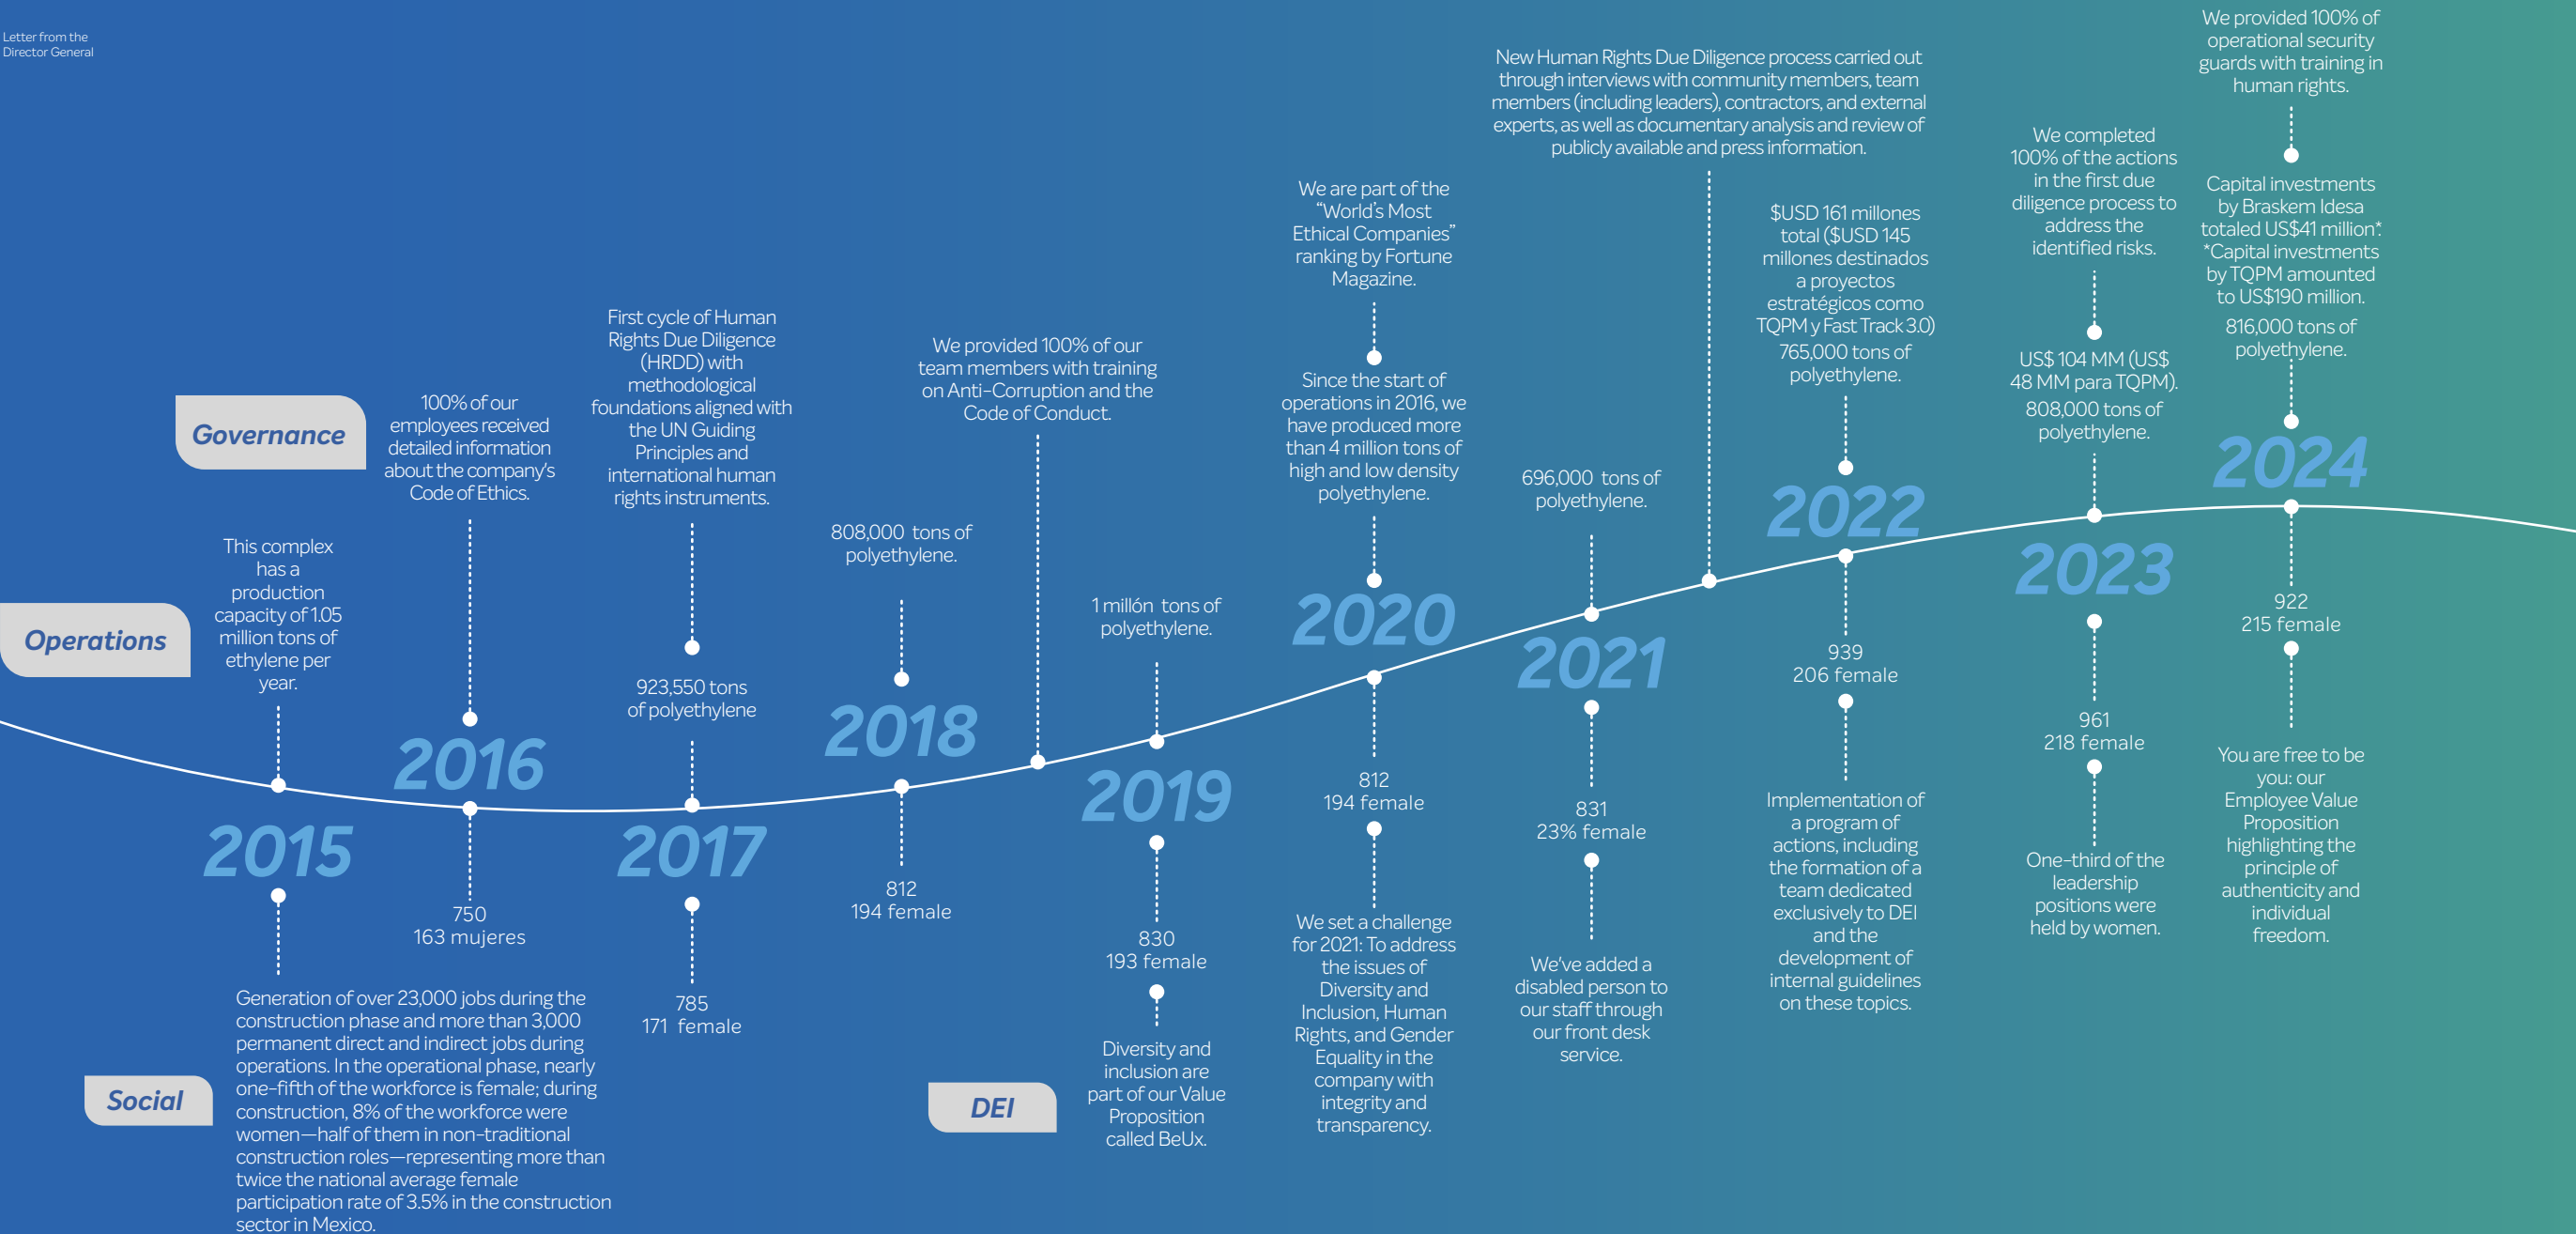 Letter from the
Director General
Governance
Operations
Social
DEI
This complex
has a
production
capacity of 1.05
million tons of
ethylene per
year.
2015
Generation of over 23,000 jobs during the
construction phase and more than 3,000
permanent direct and indirect jobs during
operations. In the operational phase, nearly
one-fifth of the workforce is female; during
construction, 8% of the workforce were
women—half of them in non-traditional
construction roles—representing more than
twice the national average female
participation rate of 3.5% in the construction
sector in Mexico.
100% of our
employees received
detailed information
about the company's
Code of Ethics.
2016
750
163 mujeres
First cycle of Human
Rights Due Diligence
(HRDD) with
methodological
foundations aligned with
the UN Guiding
Principles and
international human
rights instruments.
923,550 tons
of polyethylene
2017
785
171 female
808,000 tons of
polyethylene.
2018
812
194 female
We provided 100% of our
team members with training
on Anti-Corruption and the
Code of Conduct.
1 millón tons of
polyethylene.
2019
830
193 female
Diversity and
inclusion are
part of our Value
Proposition
called BeUx.
We are part of the
“World’s Most
Ethical Companies”
ranking by Fortune
Magazine.
Since the start of
operations in 2016, we
have produced more
than 4 million tons of
high and low density
polyethylene.
2020
812
194 female
We set a challenge
for 2021: To address
the issues of
Diversity and
Inclusion, Human
Rights, and Gender
Equality in the
company with
integrity and
transparency.
696,000 tons of
polyethylene.
2021
831
23% female
We've added a
disabled person to
our staff through
our front desk
service.
New Human Rights Due Diligence process carried out
through interviews with community members, team
members (including leaders), contractors, and external
experts, as well as documentary analysis and review of
publicly available and press information.
$USD 161 millones
total ($USD 145
millones destinados
a proyectos
estratégicos como
TQPM y Fast Track 3.0)
765,000 tons of
polyethylene.
2022
939
206 female
Implementation of
a program of
actions, including
the formation of a
team dedicated
exclusively to DEI
and the
development of
internal guidelines
on these topics.
We completed
100% of the actions
in the first due
diligence process to
address the
identified risks.
US$ 104 MM (US$
48 MM para TQPM).
808,000 tons of
polyethylene.
2023
961
218 female
One-third of the
leadership
positions were
held by women.
We provided 100% of
operational security
guards with training in
human rights.
Capital investments
by Braskem Idesa
totaled US$41 million*.
*Capital investments
by TQPM amounted
to US$190 million.
816,000 tons of
polyethylene.
2024
922
215 female
You are free to be
you: our
Employee Value
Proposition
highlighting the
principle of
authenticity and
individual
freedom.